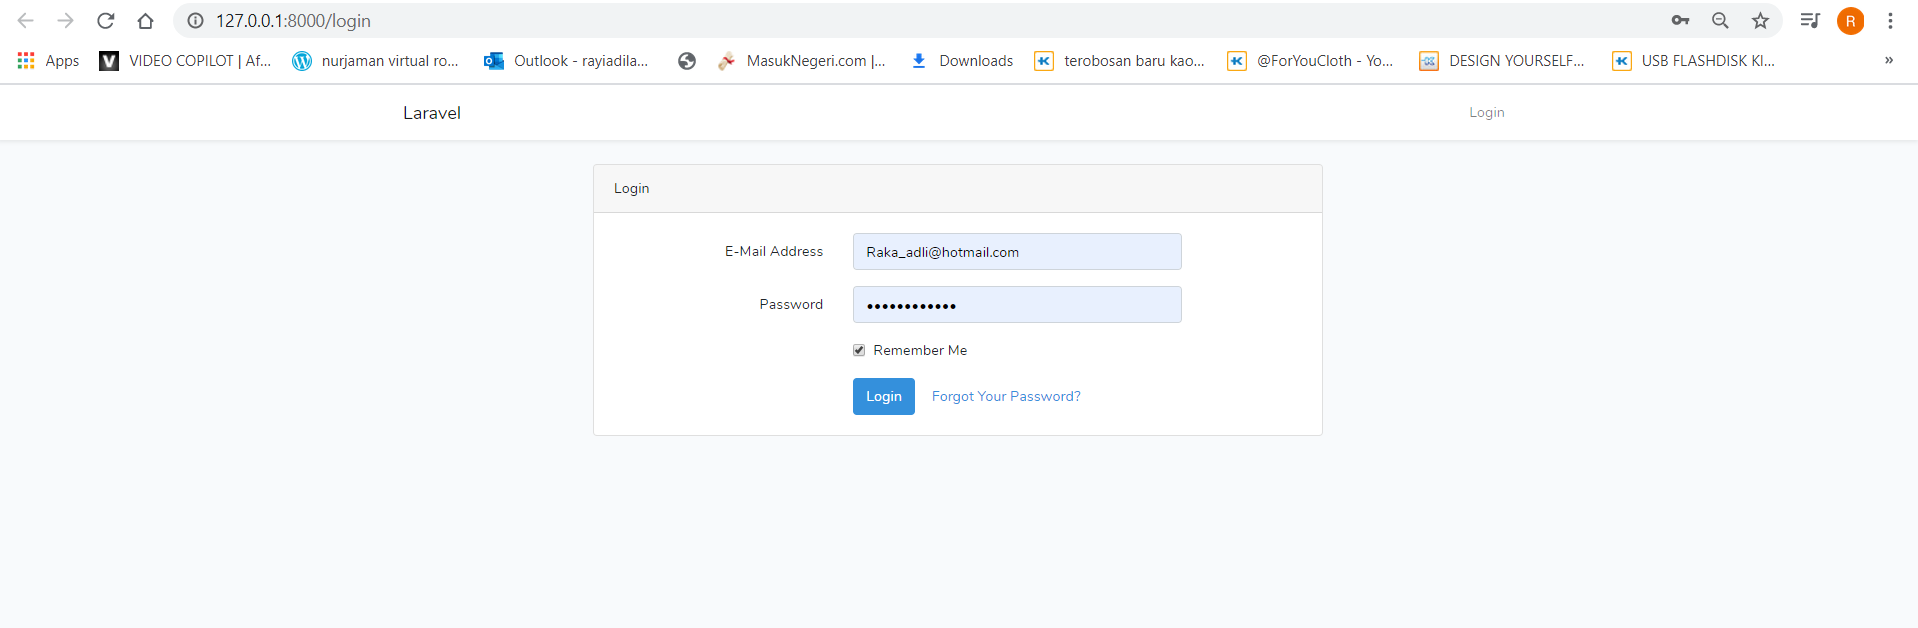 127.0.0.1:8000/login
R
Apps VIDEO COPILOT | Af... nurjaman virtual ro... Outlook - rayiadila... MasukNegeri.com |... Downloads terobosan baru kao... @ForYouCloth - Yo... DESIGN YOURSELF... USB FLASHDISK KI... »
Laravel Login
Login
E-Mail Address Raka_adli@hotmail.com
Password ••••••••••••
Remember Me
Login Forgot Your Password?